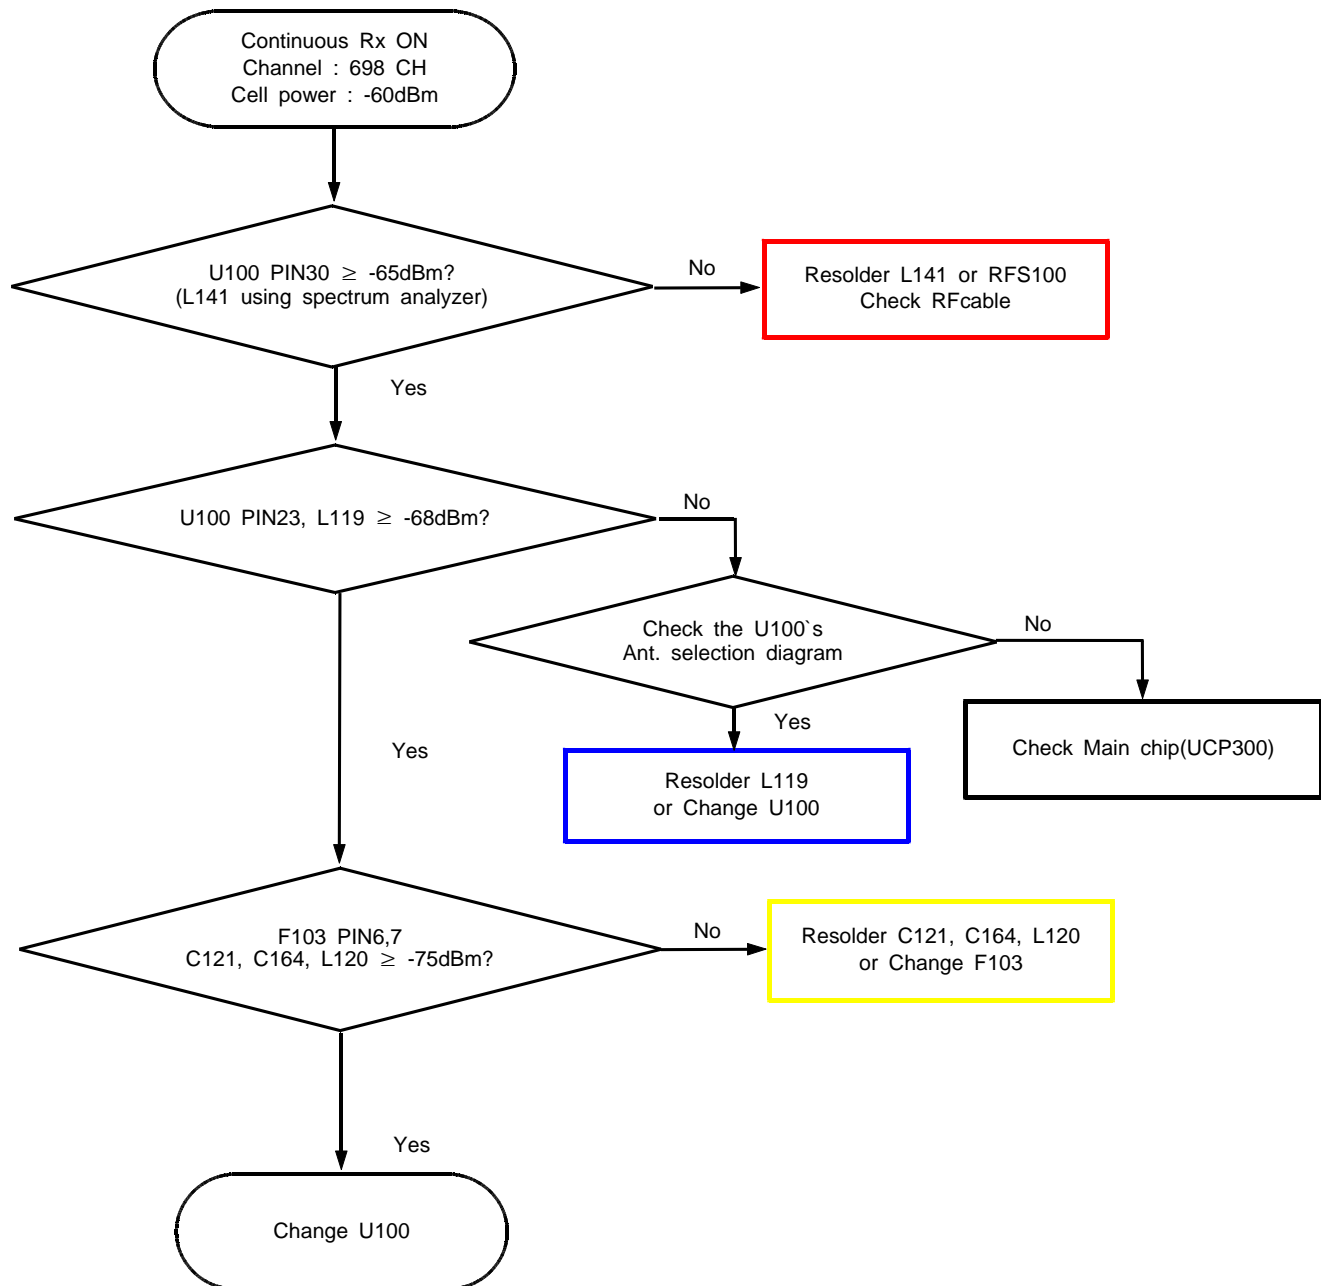 Continuous Rx ON
Channel : 698 CH
Cell power : -60dBm
U100 PIN30 ≥ -65dBm?
(L141 using spectrum analyzer)
No
Resolder L141 or RFS100
Check RFcable
Yes
U100 PIN23, L119 ≥ -68dBm?
No
Check the U100`s
Ant. selection diagram
No
Check Main chip(UCP300)
Yes
Resolder L119
or Change U100
Yes
F103 PIN6,7
C121, C164, L120 ≥ -75dBm?
No
Resolder C121, C164, L120
or Change F103
Yes
Change U100